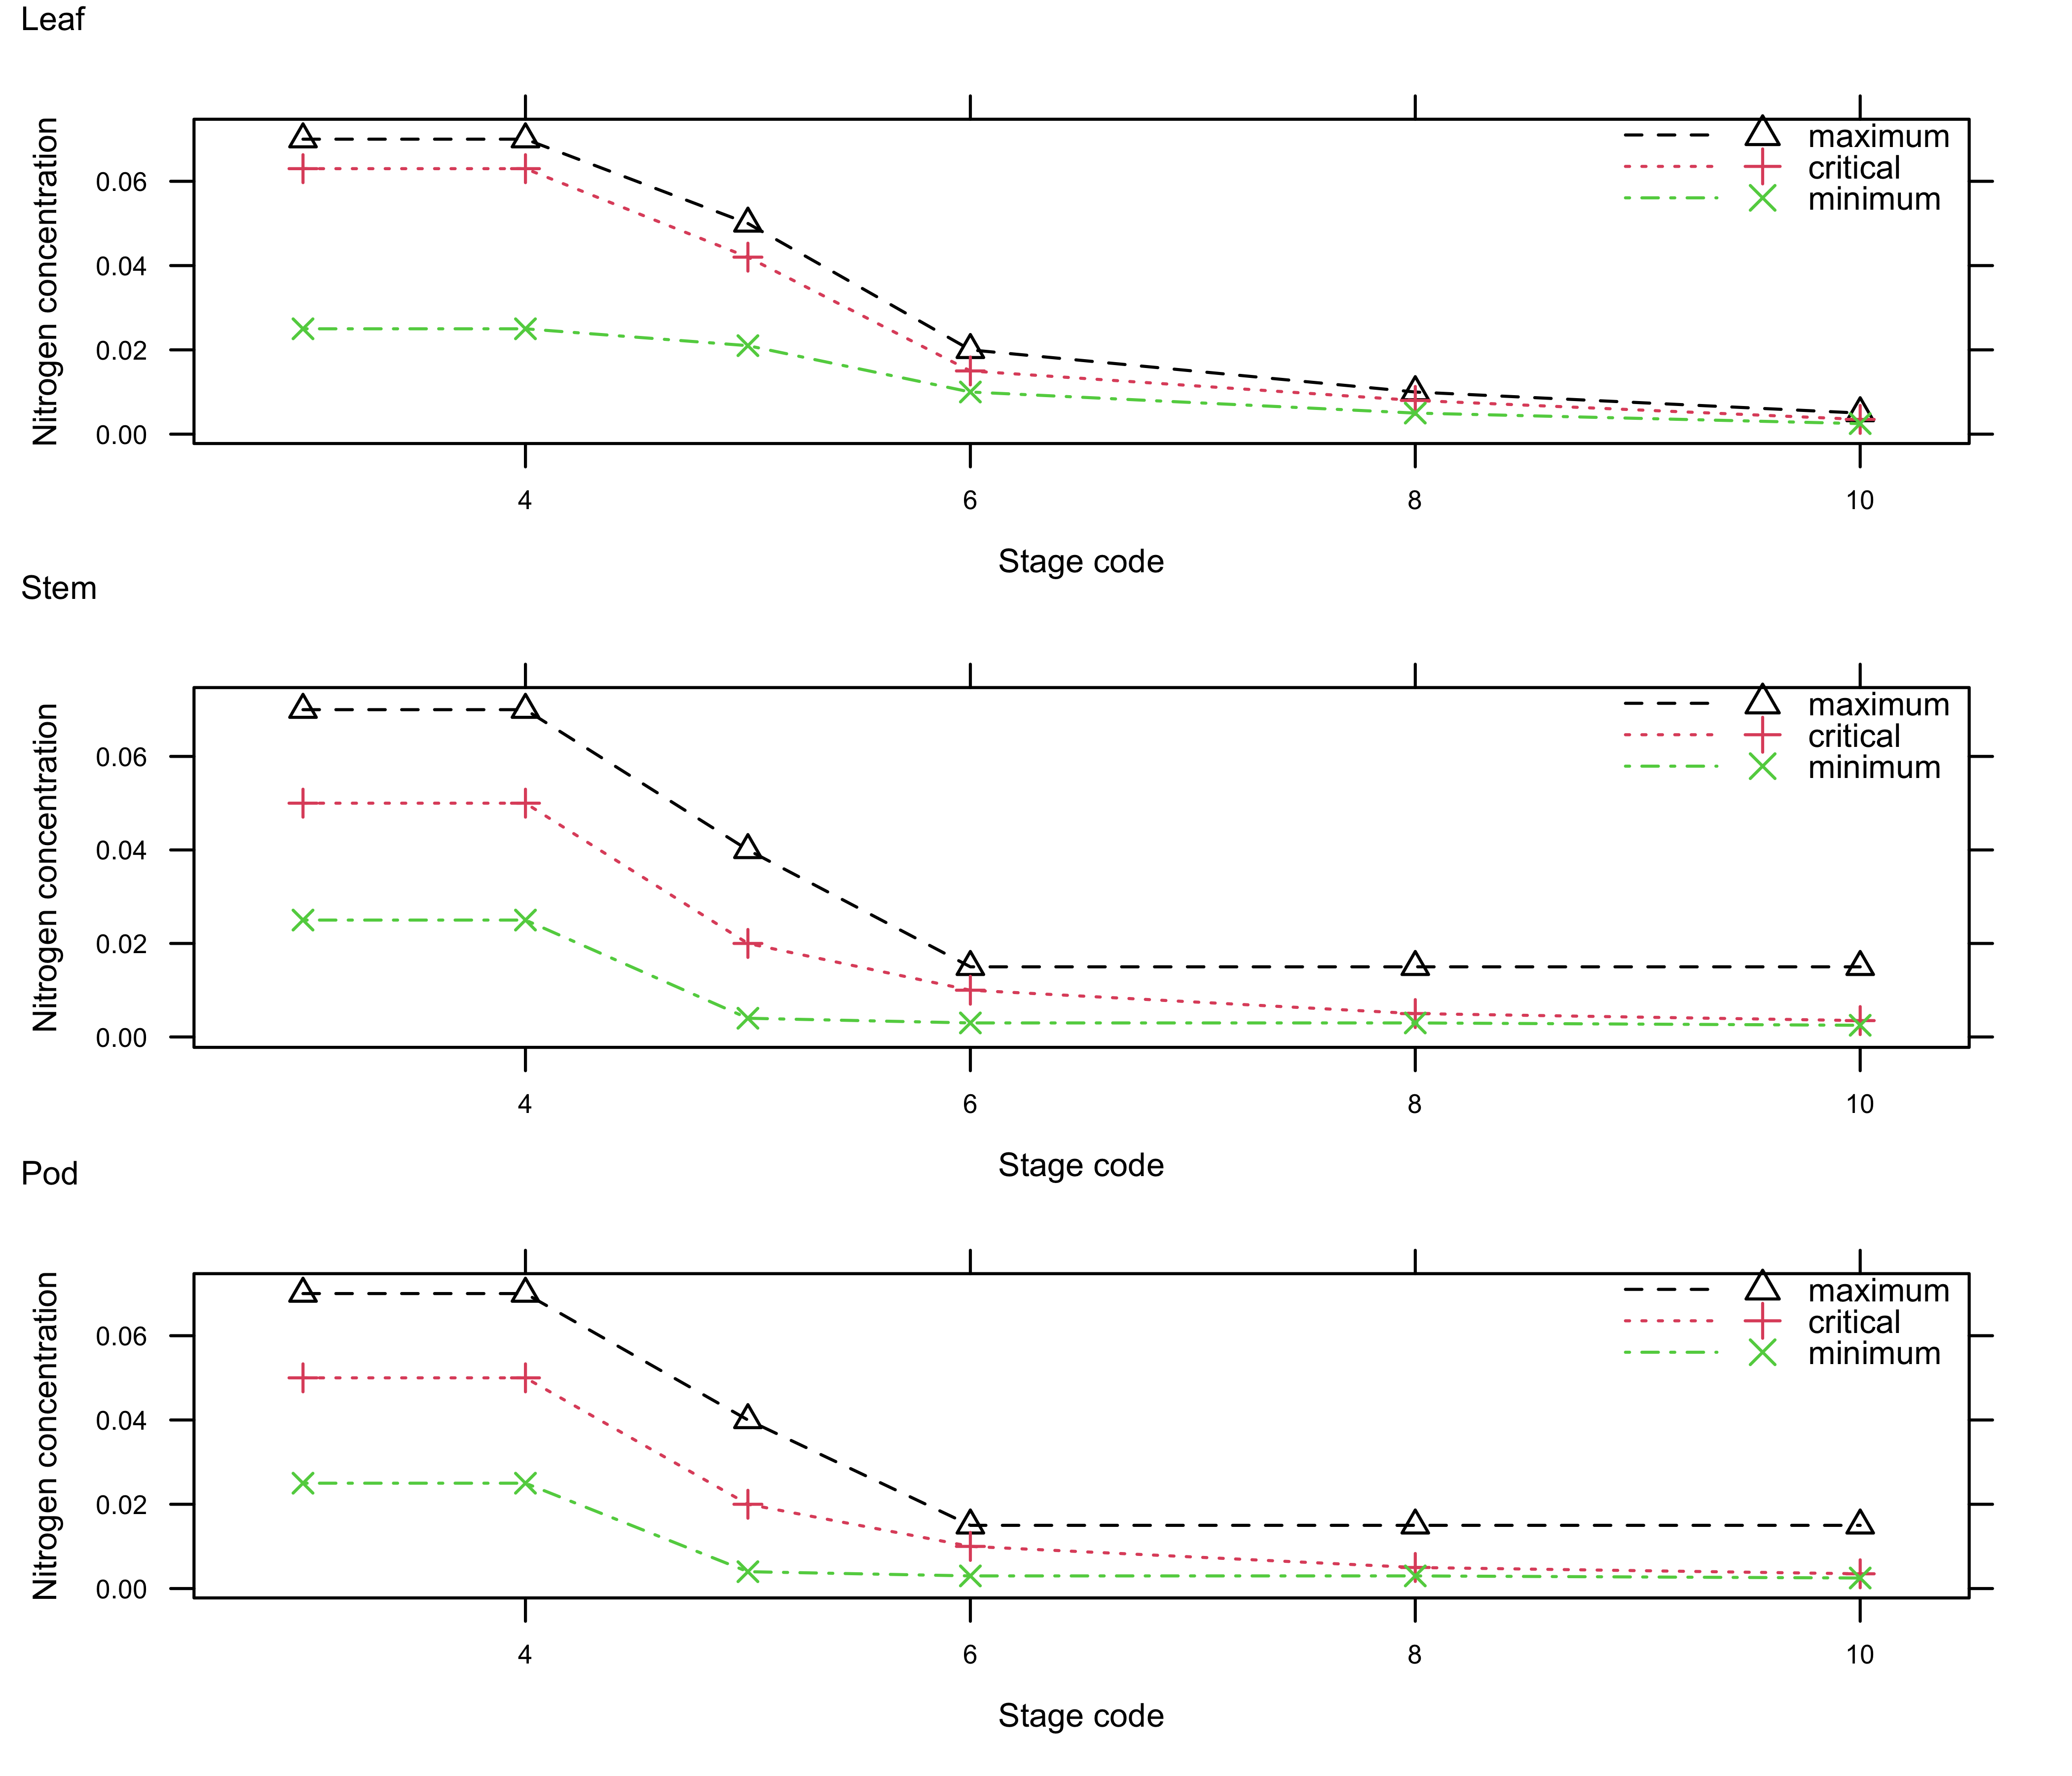 Leaf
Nitrogen concentration
0.06
0.04
0.02
0.00
maximum
critical
minimum
4 6 8 10
Stage code
Stem
Nitrogen concentration
0.06
0.04
0.02
0.00
maximum
critical
minimum
4 6 8 10
Stage code
Pod
Nitrogen concentration
0.06
0.04
0.02
0.00
maximum
critical
minimum
4 6 8 10
Stage code